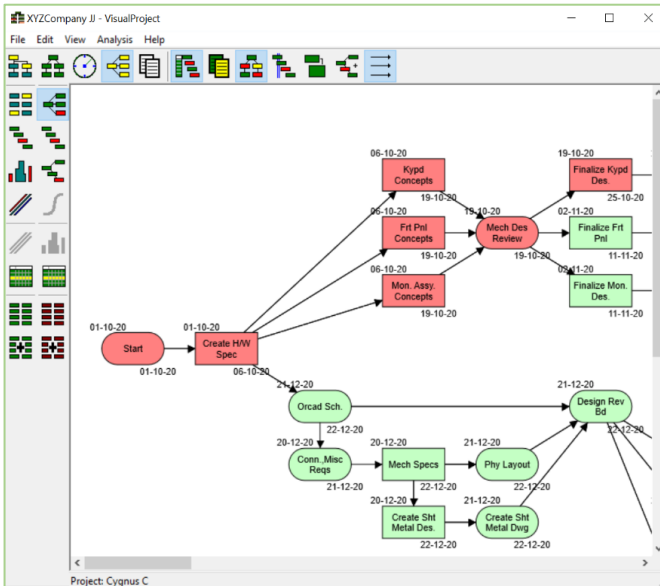 XYZCompany JJ - VisualProject
File Edit View Analysis Help
06-10-20
Kypd
Concepts
19-10-20
19-10-20
Finalize Kypd
Des.
25-10-20
06-10-20
Frt Pnl
Concepts
19-10-20
19-10-20
Mech Des
Review
19-10-20
02-11-20
Finalize Frt
Pnl
11-11-20
06-10-20
Mon. Assy.
Concepts
19-10-20
02-11-20
Finalize Mon.
Des.
11-11-20
01-10-20
Start
01-10-20
01-10-20
Create H/W
Spec
06-10-20
21-12-20
Orcad Sch.
22-12-20
21-12-20
Design Rev
Bd
22-12-20
20-12-20
Conn.,Misc
Reqs
21-12-20
20-12-20
Mech Specs
22-12-20
21-12-20
Phy Layout
22-12-20
20-12-20
Create Sht
Metal Des.
22-12-20
21-12-20
Create Sht
Metal Dwg
22-12-20
Project: Cygnus C